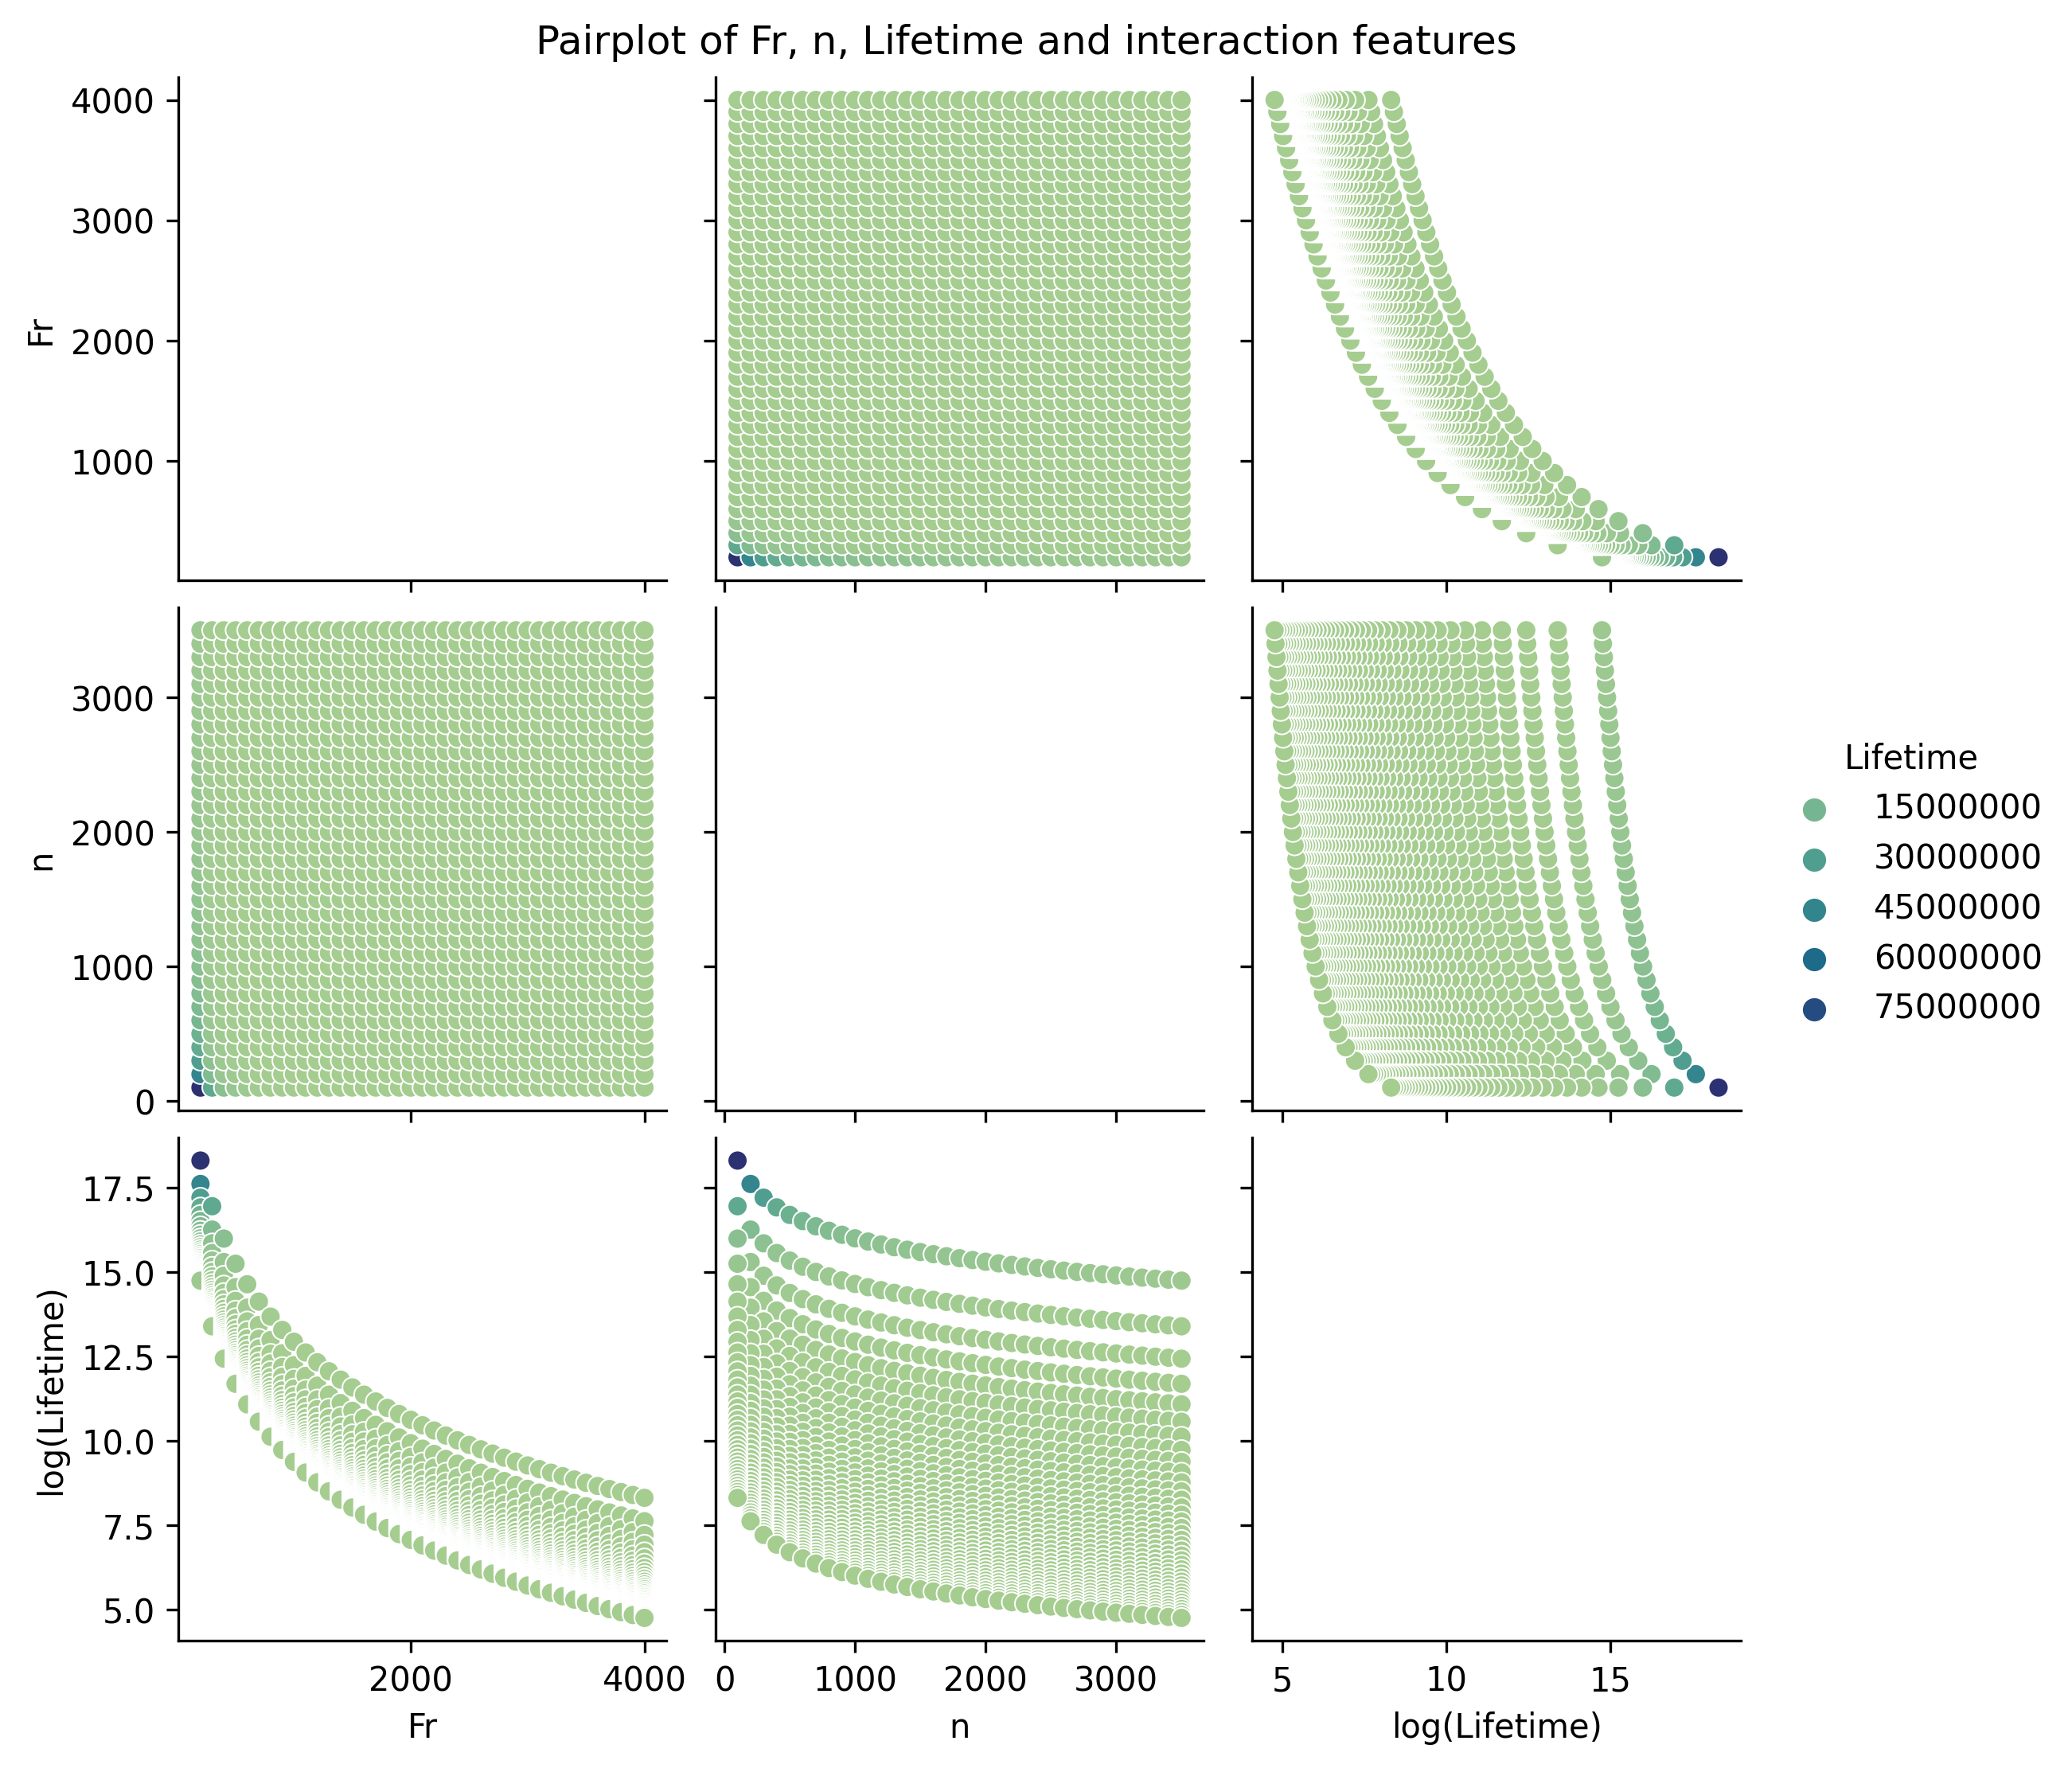 Pairplot of Fr, n, Lifetime and interaction features
4000
3000
2000
1000
Fr
3000
2000
1000
0
n
Lifetime
15000000
30000000
45000000
60000000
75000000
17.5
15.0
12.5
10.0
7.5
5.0
log(Lifetime)
2000 4000
Fr
0 1000 2000 3000
n
5 10 15
log(Lifetime)